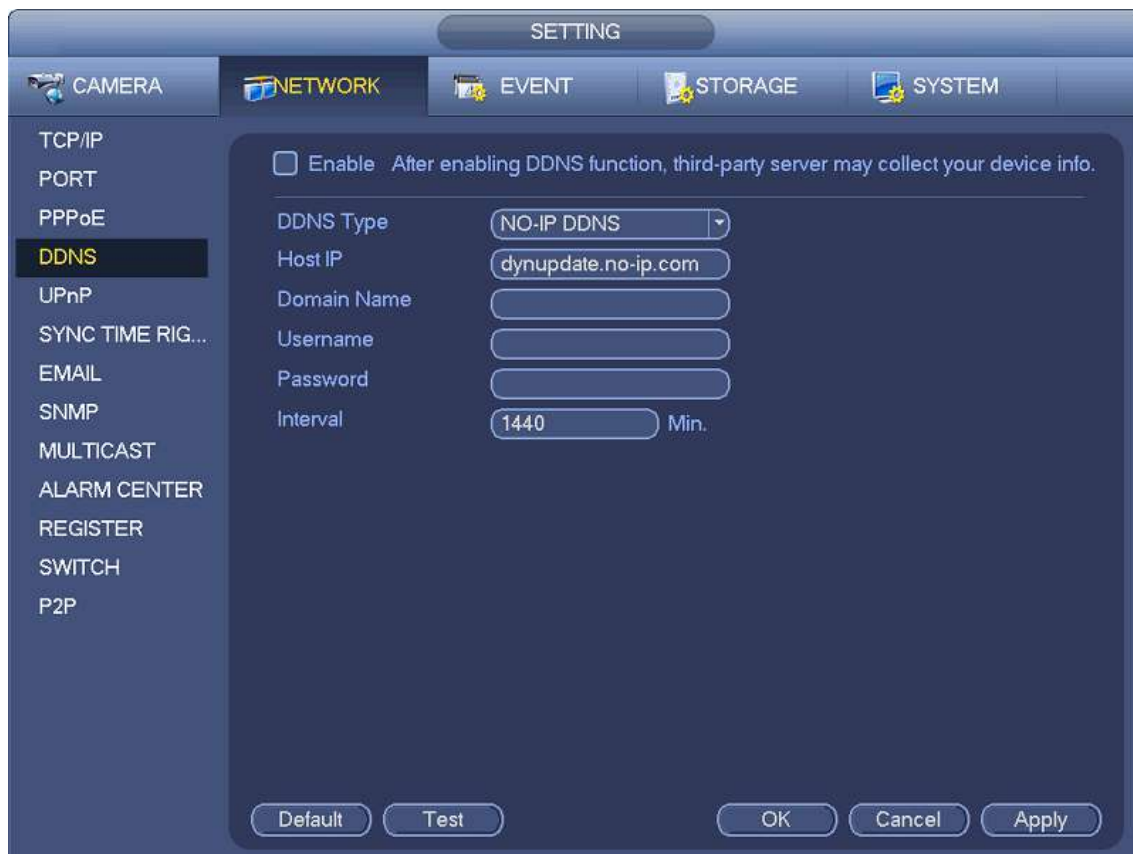 SETTING
CAMERA NETWORK EVENT STORAGE SYSTEM
TCP/IP
PORT
PPPoE
DDNS
UPnP
SYNC TIME RIG...
EMAIL
SNMP
MULTICAST
ALARM CENTER
REGISTER
SWITCH
P2P
Enable After enabling DDNS function, third-party server may collect your device info.
DDNS Type NO-IP DDNS
Host IP dynupdate.no-ip.com
Domain Name
Username
Password
Interval 1440 Min.
Default Test OK Cancel Apply